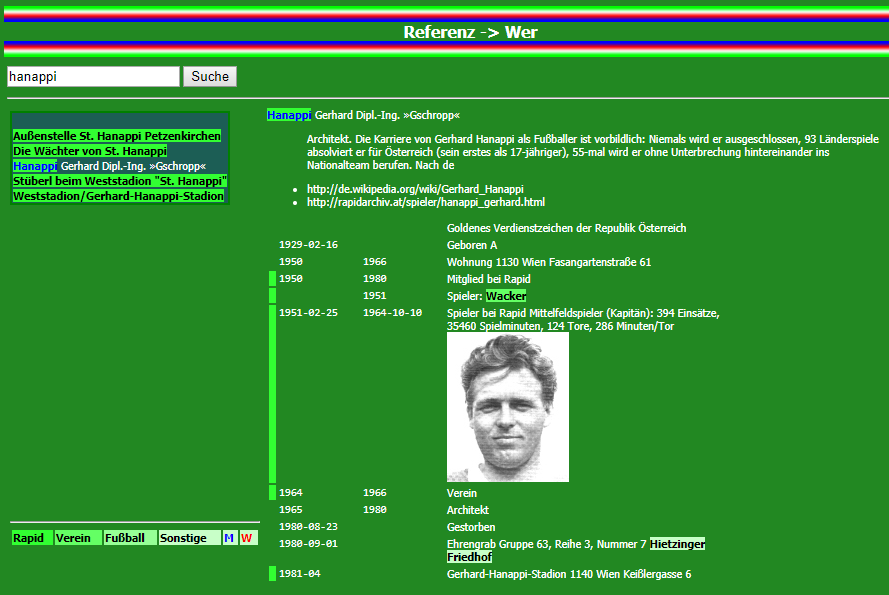 Referenz -> Wer
hanappi Suche
Außenstelle St. Hanappi Petzenkirchen
Die Wächter von St. Hanappi
Hanappi Gerhard Dipl.-Ing. »Gschropp«
Stüberl beim Weststadion "St. Hanappi"
Weststadion/Gerhard-Hanappi-Stadion
Hanappi Gerhard Dipl.-Ing. »Gschropp«
Architekt. Die Karriere von Gerhard Hanappi als Fußballer ist vorbildlich: Niemals wird er ausgeschlossen, 93 Länderspiele
absolviert er für Österreich (sein erstes als 17-jähriger), 55-mal wird er ohne Unterbrechung hintereinander ins
Nationalteam berufen. Nach de
http://de.wikipedia.org/wiki/Gerhard_Hanappi
http://rapidarchiv.at/spieler/hanappi_gerhard.html
Goldenes Verdienstzeichen der Republik Österreich
1929-02-16 Geboren A
1950 1966 Wohnung 1130 Wien Fasangartenstraße 61
1950 1980 Mitglied bei Rapid
1951 Spieler: Wacker
1951-02-25 1964-10-10 Spieler bei Rapid Mittelfeldspieler (Kapitän): 394 Einsätze,
35460 Spielminuten, 124 Tore, 286 Minuten/Tor
1964 1966 Verein
1965 1980 Architekt
1980-08-23 Gestorben
1980-09-01 Ehrengrab Gruppe 63, Reihe 3, Nummer 7 Hietzinger
Friedhof
1981-04 Gerhard-Hanappi-Stadion 1140 Wien Keißlergasse 6
Rapid Verein Fußball Sonstige M W